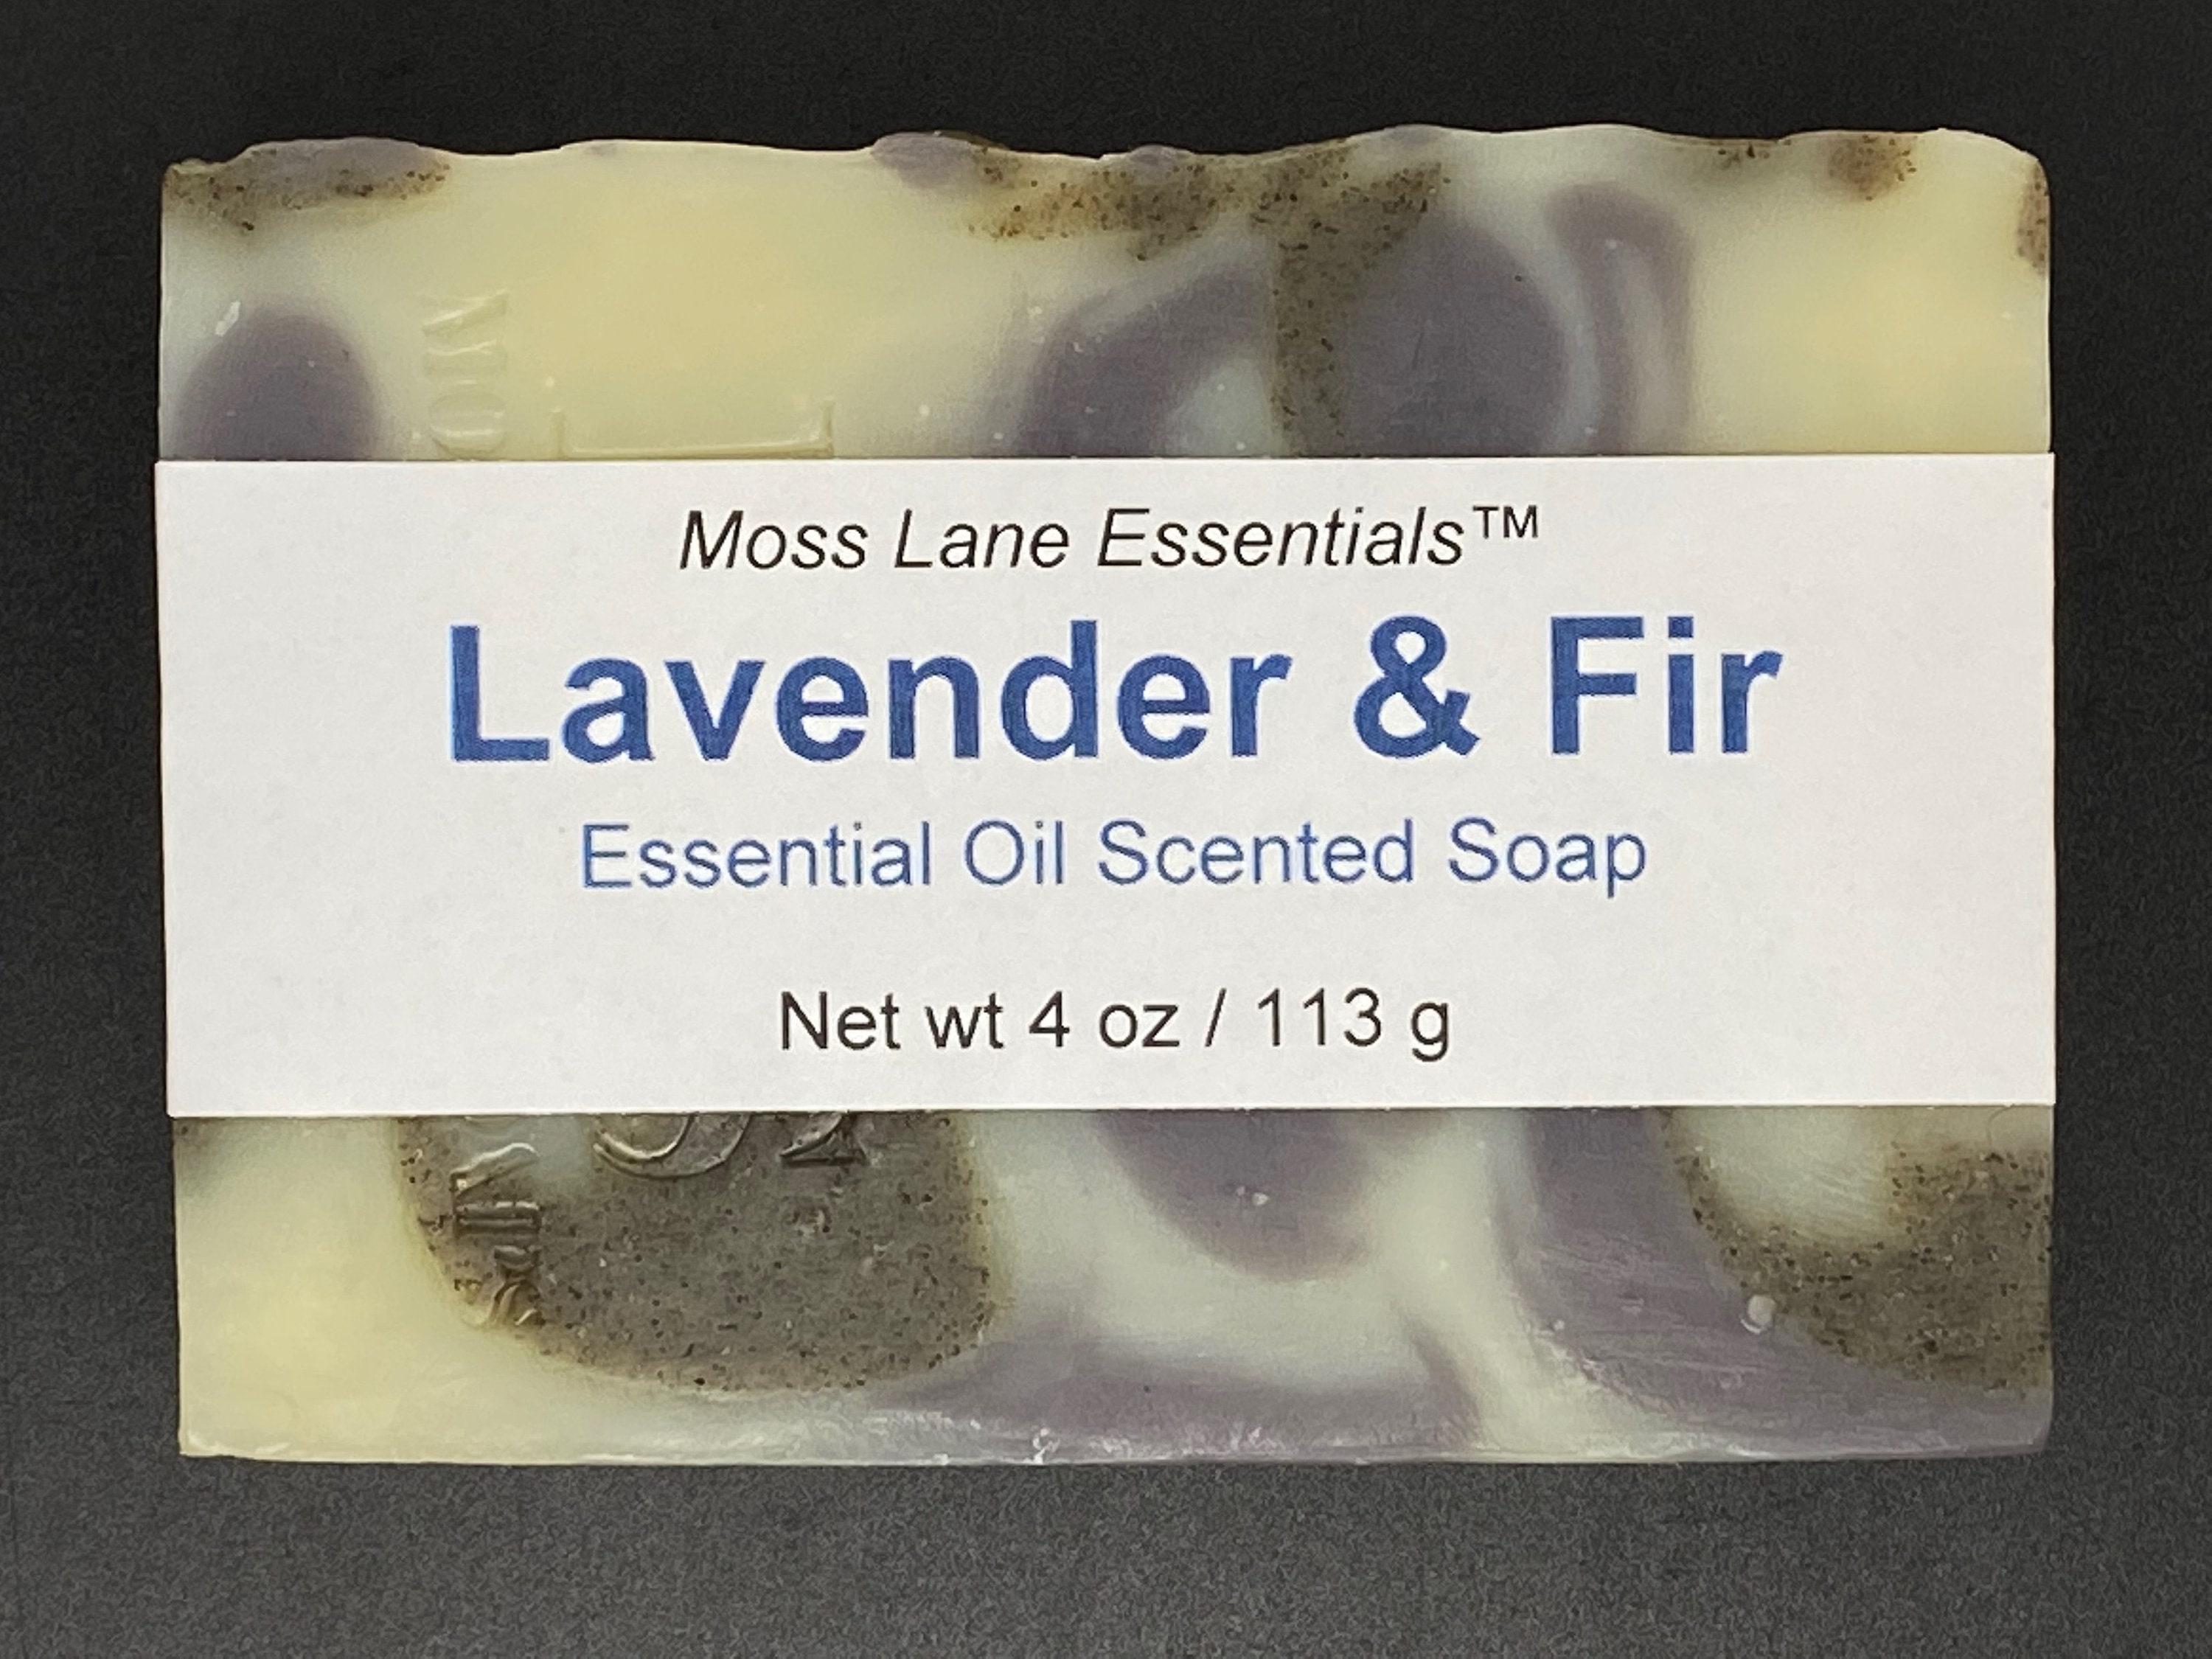 Moss Lane Essentials™
Lavender & Fir
Essential Oil Scented Soap
Net wt 4 oz / 113 g